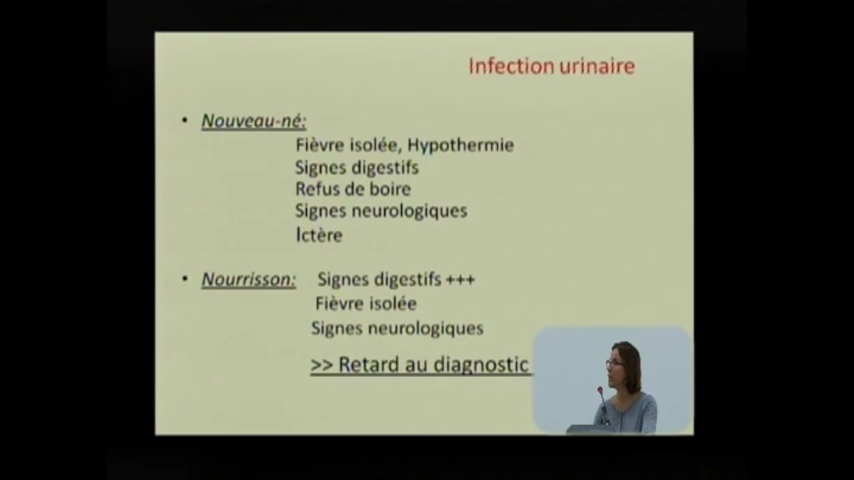 Infection urinaire
• Nouveau-né:
Fièvre isolée, Hypothermie
Signes digestifs
Refus de boire
Signes neurologiques
Ictère
• Nourrisson: Signes digestifs +++
Fièvre isolée
Signes neurologiques
>> Retard au diagnostic